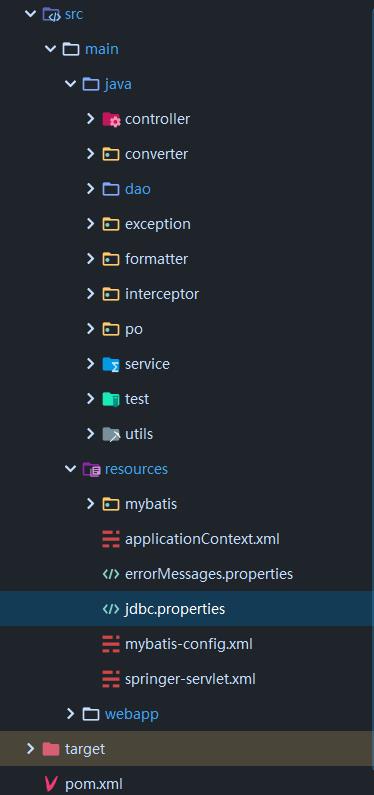 src
main
java
controller
converter
dao
exception
formatter
interceptor
po
service
test
utils
resources
mybatis
applicationContext.xml
errorMessages.properties
jdbc.properties
mybatis-config.xml
springer-servlet.xml
webapp
target
pom.xml